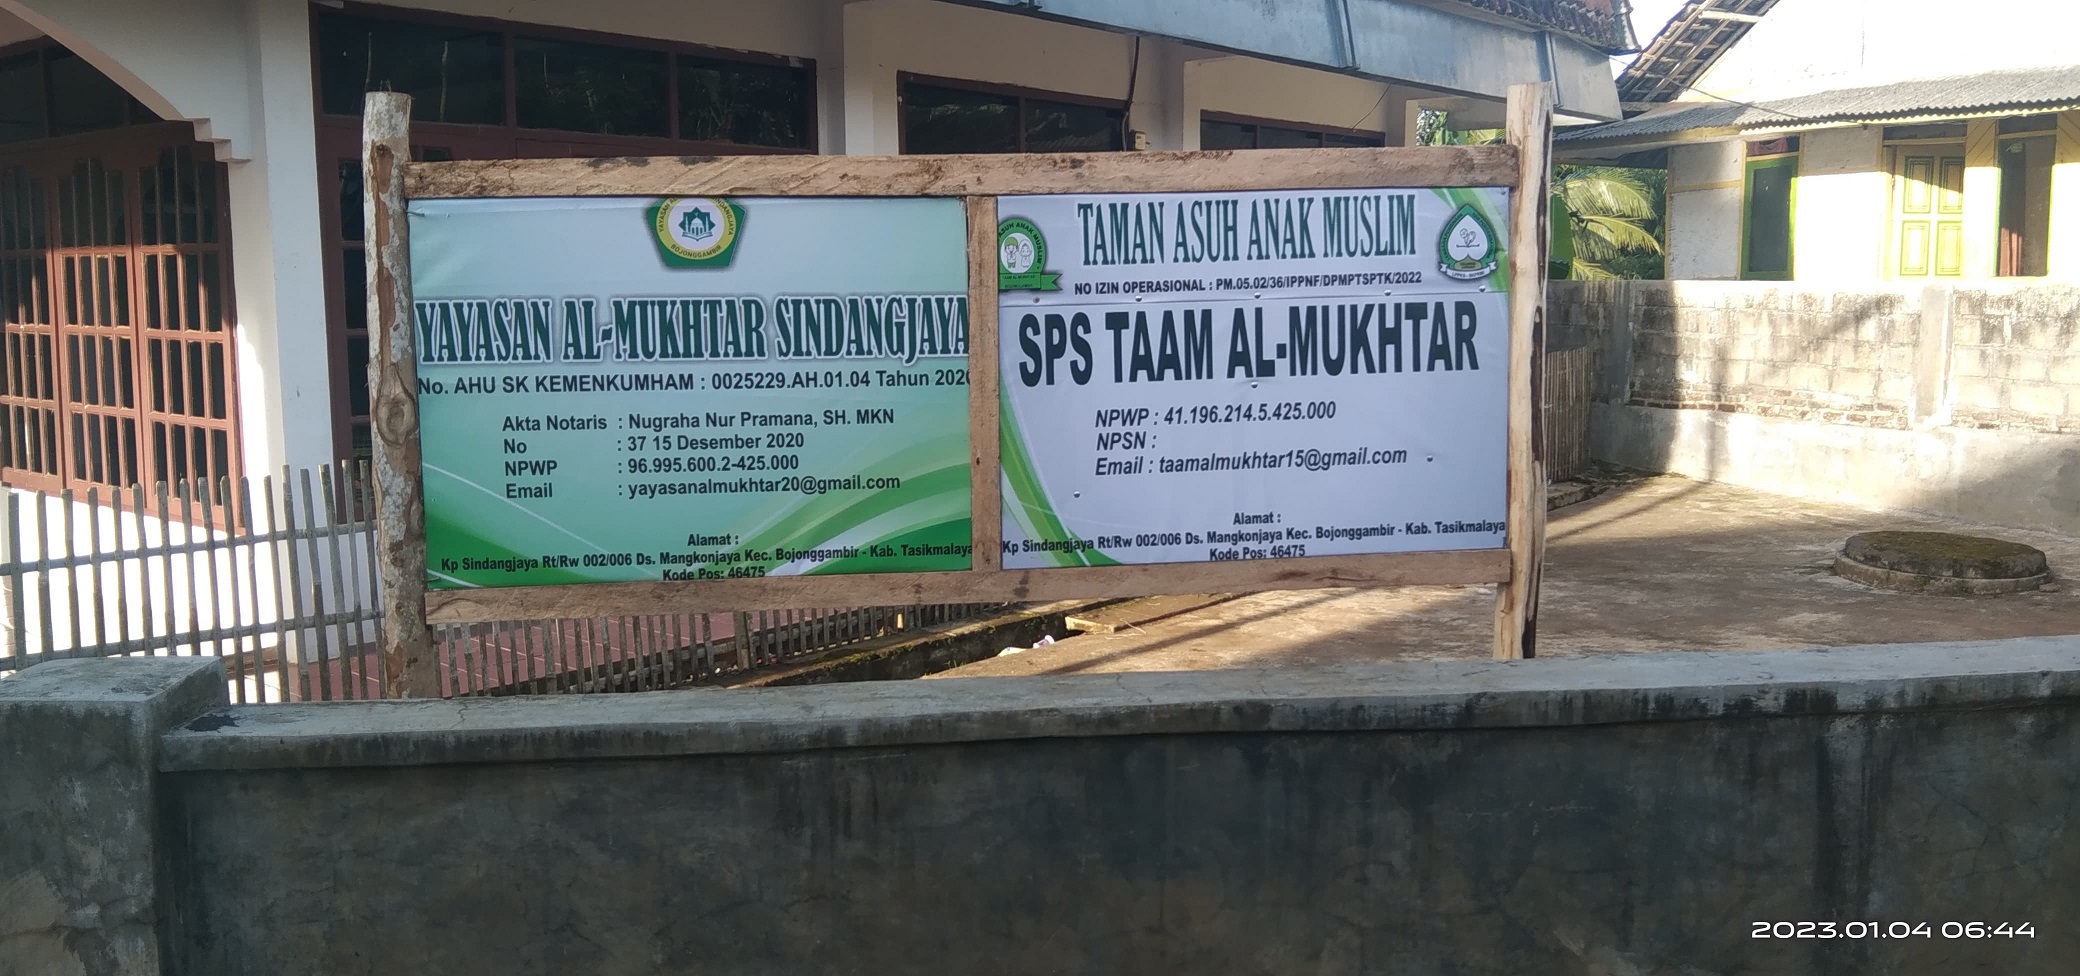 BOJONGGAMBIR
YAYASAN AL-MUKHTAR SINDANGJAYA
No. AHU SK KEMENKUMHAM : 0025229.AH.01.04 Tahun 2020
Akta Notaris : Nugraha Nur Pramana, SH. MKN
No : 37 15 Desember 2020
NPWP : 96.995.600.2-425.000
Email : yayasanalmukhtar20@gmail.com
Alamat :
Kp Sindangjaya Rt/Rw 002/006 Ds. Mangkonjaya Kec. Bojonggambir - Kab. Tasikmalaya
Kode Pos: 46475
ASUH ANAK MUSLIM
TAMAN ASUH ANAK MUSLIM
NO IZIN OPERASIONAL : PM.05.02/36/IPPNF/DPMPTSPTK/2022
SPS TAAM AL-MUKHTAR
NPWP : 41.196.214.5.425.000
NPSN :
Email : taamalmukhtar15@gmail.com
Alamat :
Kp Sindangjaya Rt/Rw 002/006 Ds. Mangkonjaya Kec. Bojonggambir - Kab. Tasikmalaya
Kode Pos: 46475
2023.01.04 06:44